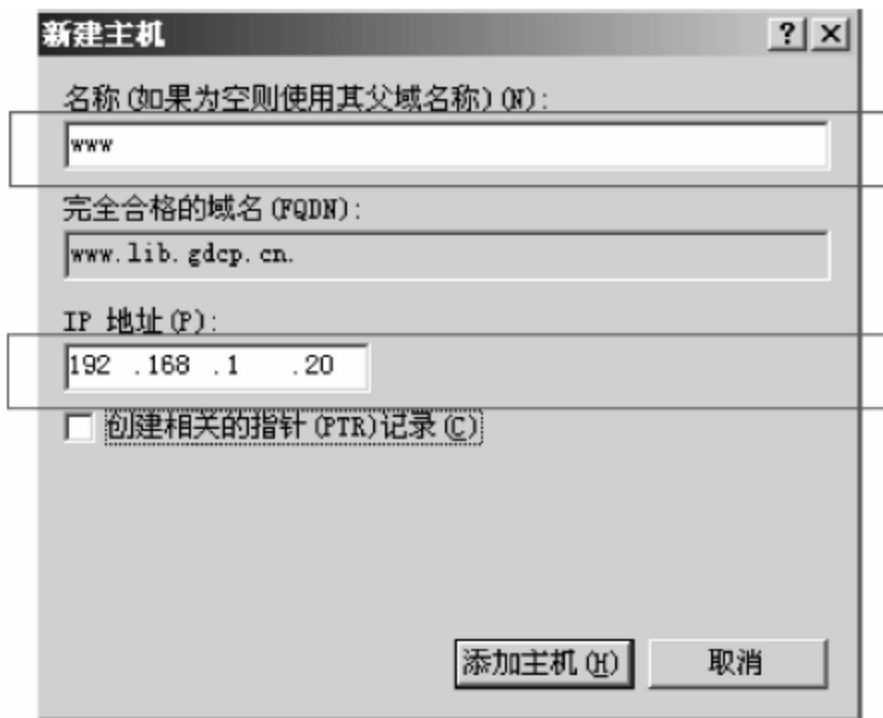 新建主机
名称(如果为空则使用其父域名称)(N):
www
完全合格的域名(FQDN):
www.lib.gdcp.cn.
IP 地址(P):
192 .168 .1 .20
创建相关的指针(PTR)记录(C)
添加主机(H) 取消